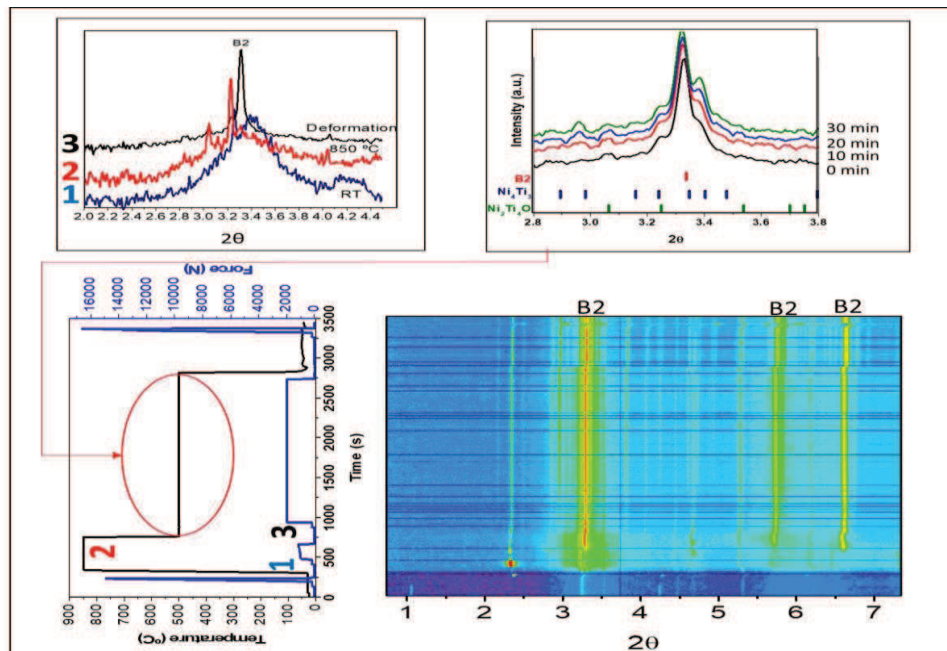 B2
Deformation
850 ºC
RT
3
2
1
2.0 2.2 2.4 2.6 2.8 3.0 3.2 3.4 3.6 3.8 4.0 4.2 4.4
2θ
Intensity (a.u.)
30 min
20 min
10 min
0 min
B2
Ni₄Ti₃
Ni₂Ti₄O
2.8 3.0 3.2 3.4 3.6 3.8
2θ
Force (N)
16000 14000 12000 10000 8000 6000 4000 2000 0
3500
3000
2500
2000
1500
1000
500
0
Time (s)
2
3
1
900 800 700 600 500 400 300 200 100 0
Temperature (ºC)
B2 B2 B2
1 2 3 4 5 6 7
2θ